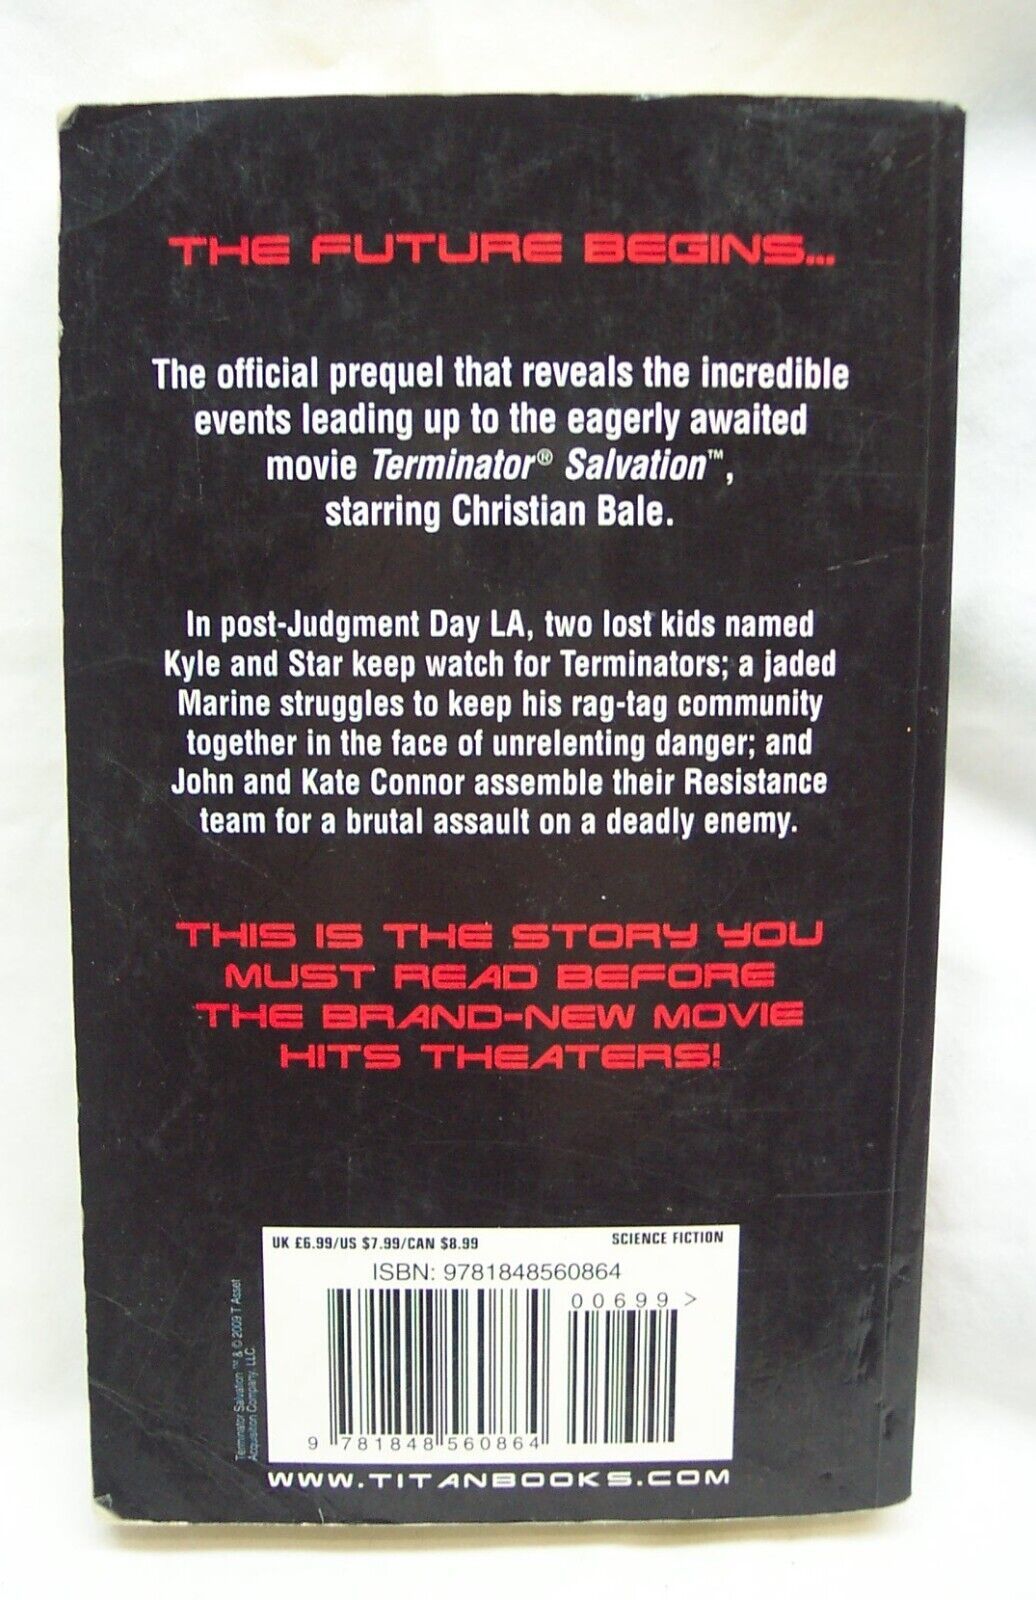 THE FUTURE BEGINS...
The official prequel that reveals the incredible
events leading up to the eagerly awaited
movie Terminator® Salvation™,
starring Christian Bale.
In post-Judgment Day LA, two lost kids named
Kyle and Star keep watch for Terminators; a jaded
Marine struggles to keep his rag-tag community
together in the face of unrelenting danger; and
John and Kate Connor assemble their Resistance
team for a brutal assault on a deadly enemy.
THIS IS THE STORY YOU
MUST READ BEFORE
THE BRAND-NEW MOVIE
HITS THEATERS!
UK £6.99/US $7.99/CAN $8.99
SCIENCE FICTION
ISBN: 9781848560864
00699>
9 781848 560864
Terminator Salvation ™ & © 2009 T Asset
Acquisition Company, LLC.
WWW.TITANBOOKS.COM